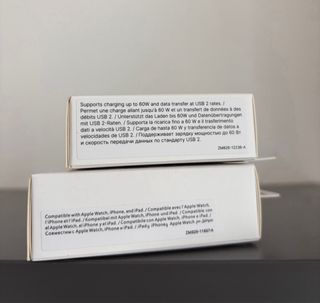 Supports charging up to 60W and data transfer at USB 2 rates. /
Permet une charge allant jusqu'à 60 W et un transfert de données à des
débits USB 2. / Unterstützt das Laden bis 60W und Datenübertragungen
mit USB 2-Raten. / Supporta la ricarica fino a 60 W e il trasferimento
dati a velocità USB 2. / Carga de hasta 60 W y transferencia de datos a
velocidades de USB 2. / Поддерживает зарядку мощностью до 60 Вт
и скорость передачи данных по стандарту USB 2.
ZM828-12236-A
Compatible with Apple Watch, iPhone, and iPad. / Compatible avec l'Apple Watch,
l'iPhone et l'iPad. / Kompatibel mit Apple Watch, iPhone und iPad. / Compatibile con
Apple Watch, iPhone e iPad. / Compatible con el Apple Watch, el iPhone y el iPad. /
Совместим с Apple Watch, iPhone и iPad.